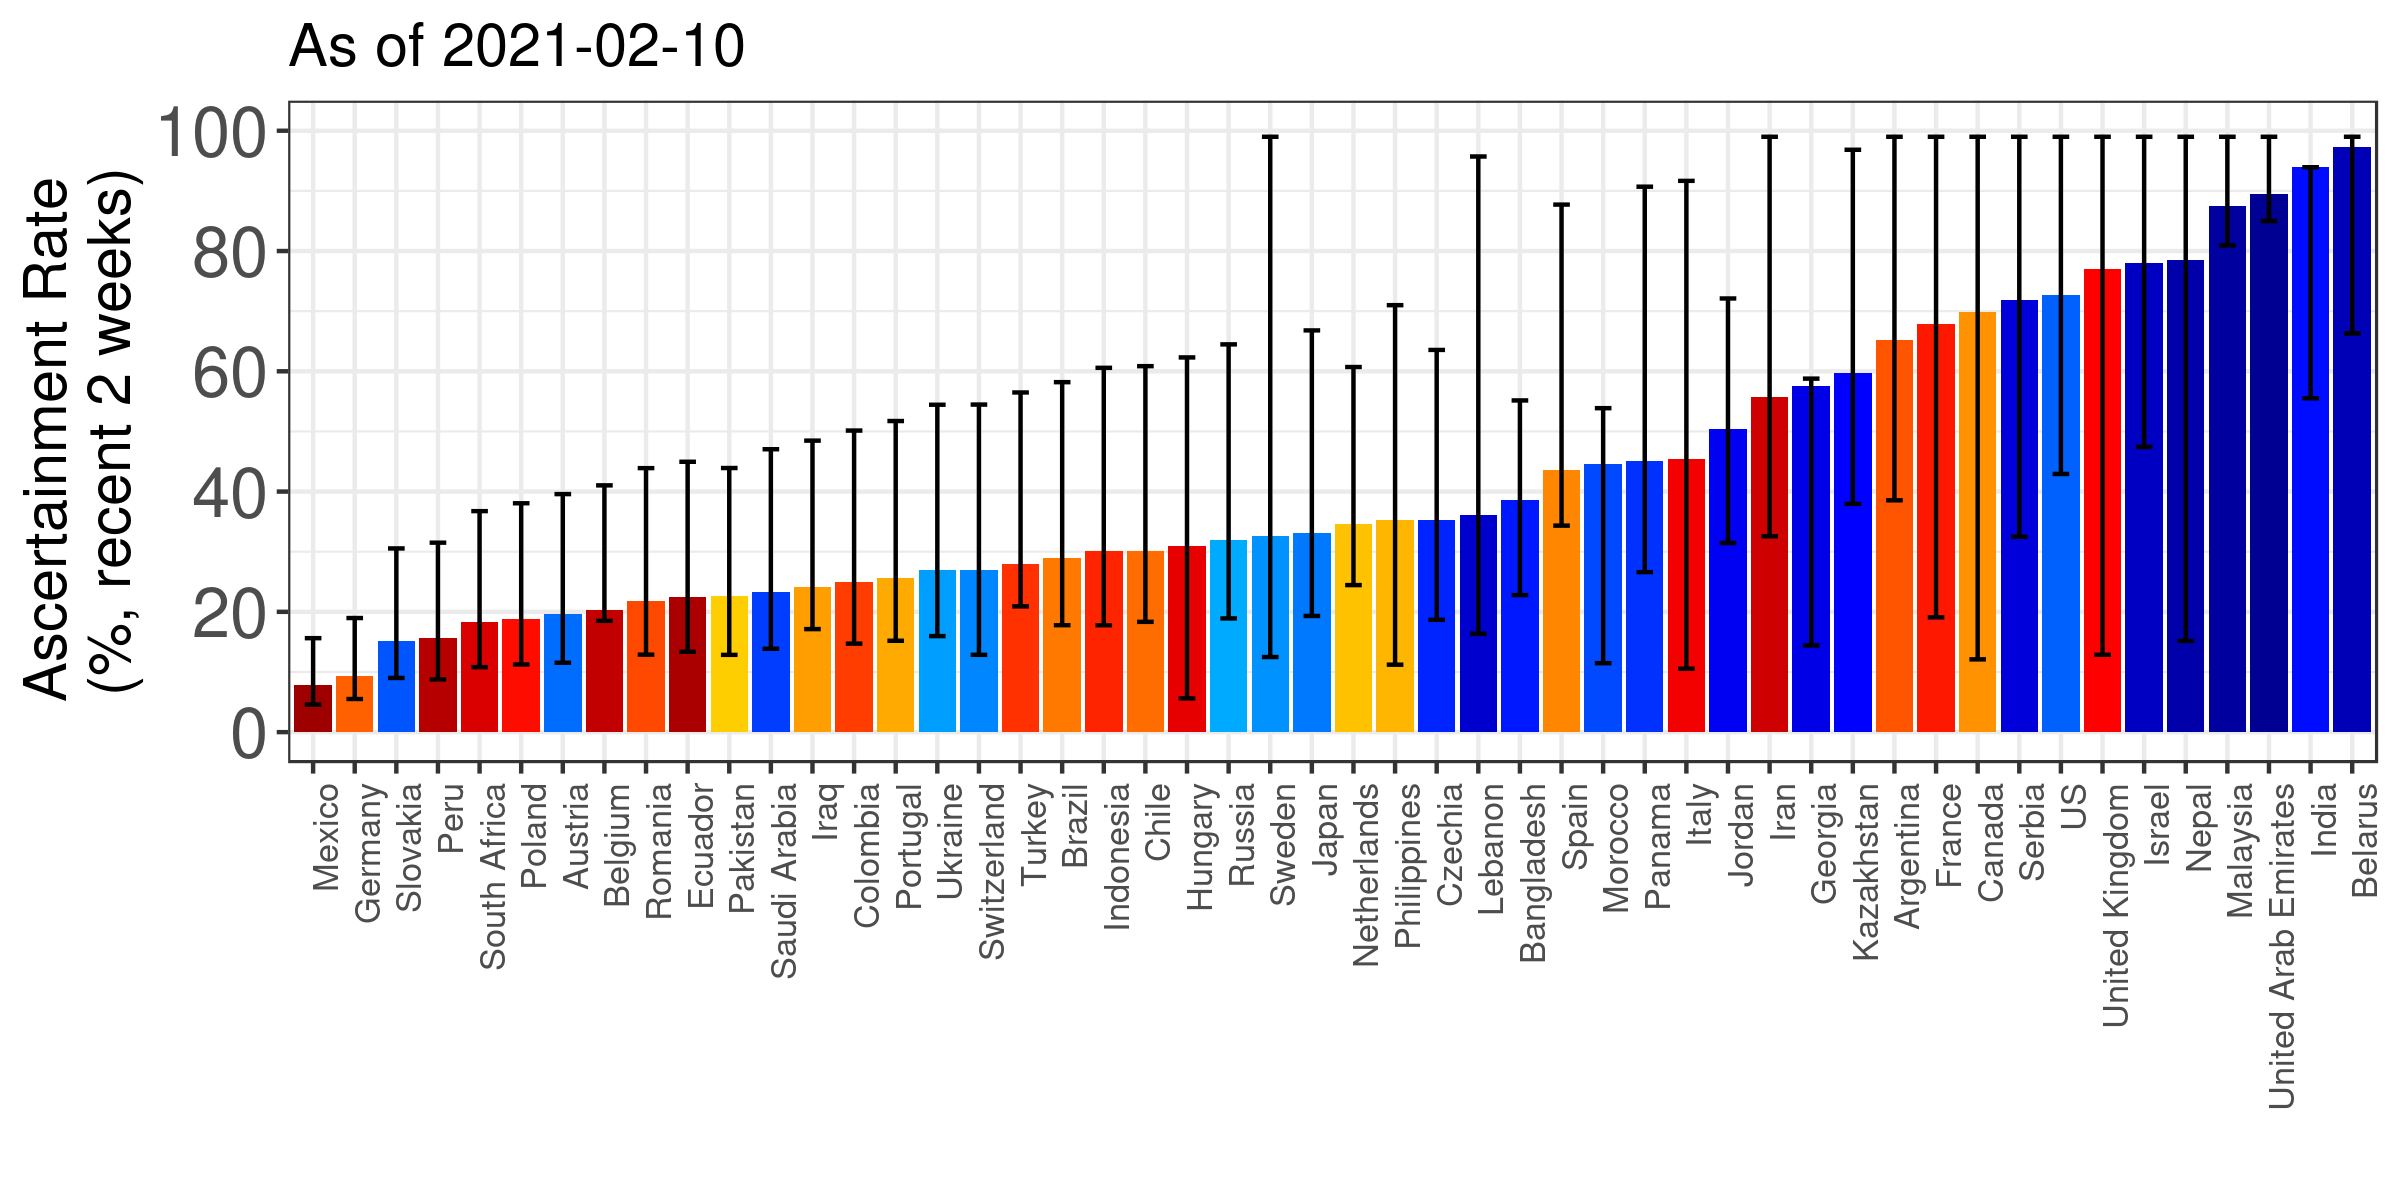 As of 2021-02-10
Ascertainment Rate
(%, recent 2 weeks)
100
80
60
40
20
0
Mexico
Germany
Slovakia
Peru
South Africa
Poland
Austria
Belgium
Romania
Ecuador
Pakistan
Saudi Arabia
Iraq
Colombia
Portugal
Ukraine
Switzerland
Turkey
Brazil
Indonesia
Chile
Hungary
Russia
Sweden
Japan
Netherlands
Philippines
Czechia
Lebanon
Bangladesh
Spain
Morocco
Panama
Italy
Jordan
Iran
Georgia
Kazakhstan
Argentina
France
Canada
Serbia
US
United Kingdom
Israel
Nepal
Malaysia
United Arab Emirates
India
Belarus